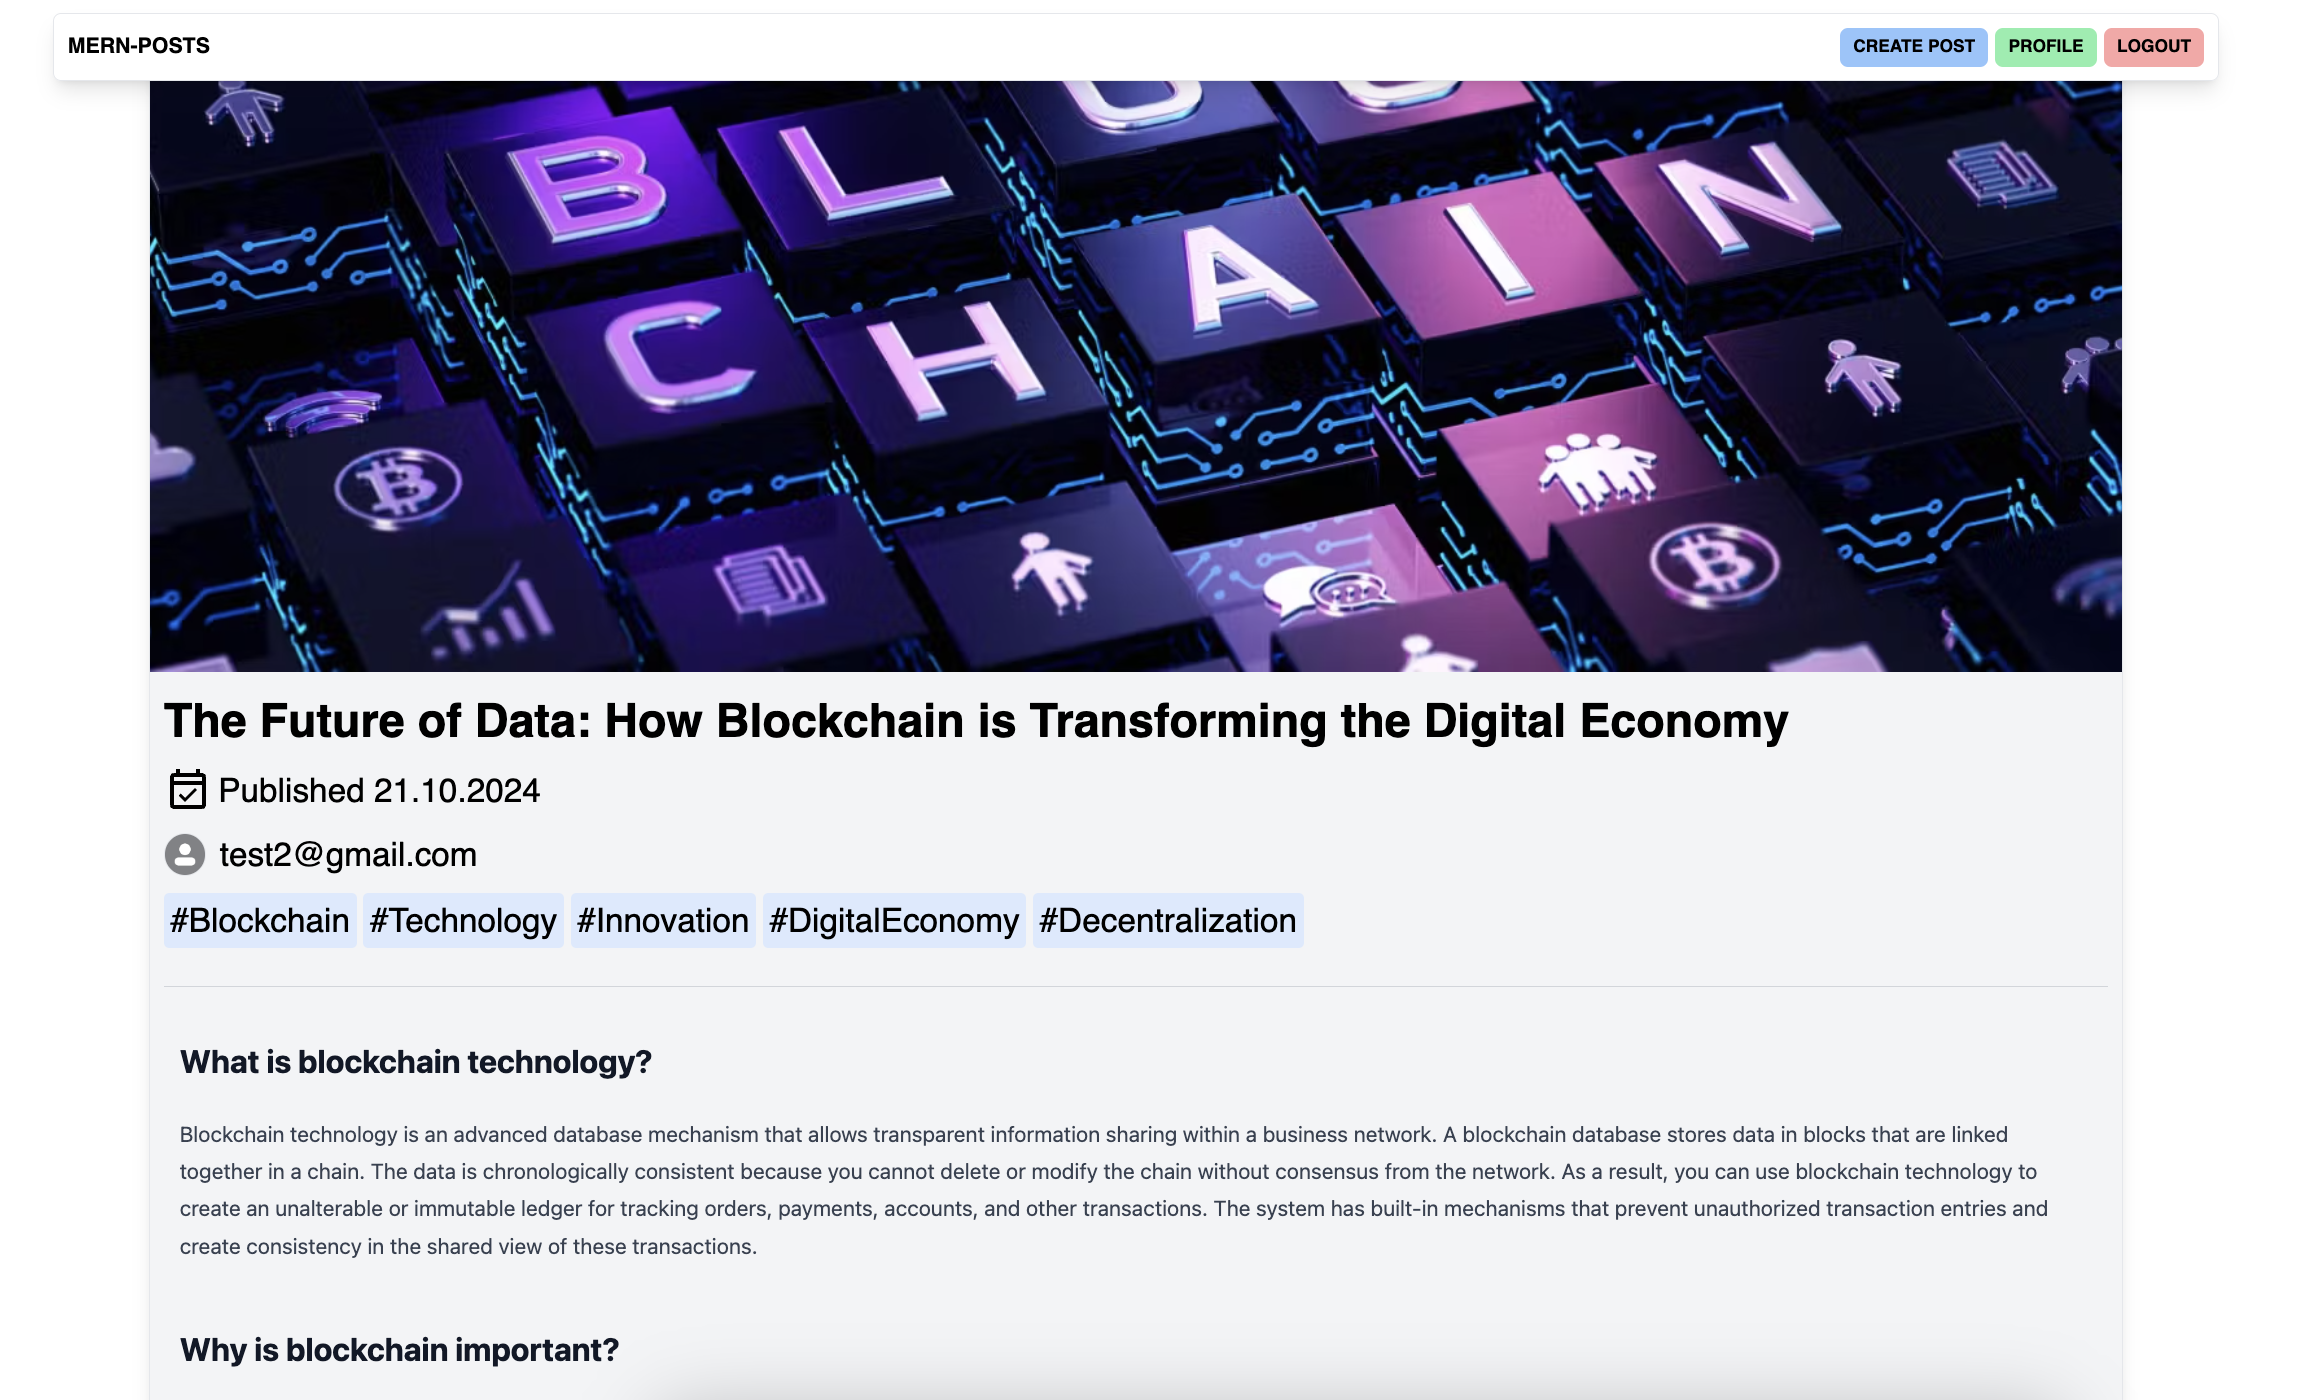 MERN-POSTS
CREATE POST PROFILE LOGOUT
B L
C H A I N
The Future of Data: How Blockchain is Transforming the Digital Economy
Published 21.10.2024
test2@gmail.com
#Blockchain #Technology #Innovation #DigitalEconomy #Decentralization
What is blockchain technology?
Blockchain technology is an advanced database mechanism that allows transparent information sharing within a business network. A blockchain database stores data in blocks that are linked
together in a chain. The data is chronologically consistent because you cannot delete or modify the chain without consensus from the network. As a result, you can use blockchain technology to
create an unalterable or immutable ledger for tracking orders, payments, accounts, and other transactions. The system has built-in mechanisms that prevent unauthorized transaction entries and
create consistency in the shared view of these transactions.
Why is blockchain important?